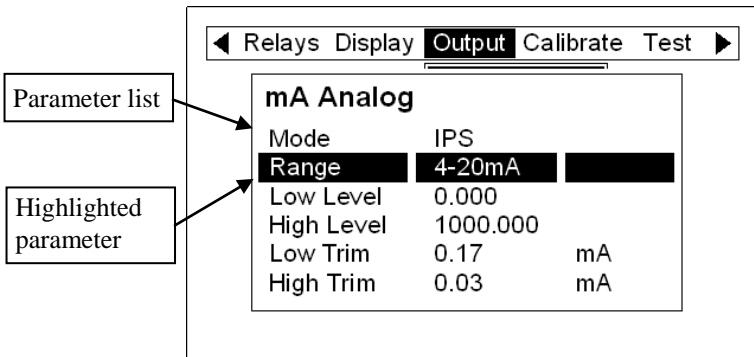 ◀ Relays Display Output Calibrate Test ▶
Parameter list
mA Analog
Mode IPS
Range 4-20mA
Highlighted
parameter
Low Level 0.000
High Level 1000.000
Low Trim 0.17 mA
High Trim 0.03 mA